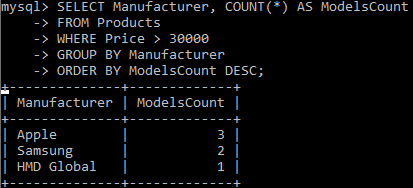 mysql> SELECT Manufacturer, COUNT(*) AS ModelsCount
    -> FROM Products
    -> WHERE Price > 30000
    -> GROUP BY Manufacturer
    -> ORDER BY ModelsCount DESC;
+--------------+-------------+
| Manufacturer | ModelsCount |
+--------------+-------------+
| Apple        |           3 |
| Samsung      |           2 |
| HMD Global   |           1 |
+--------------+-------------+